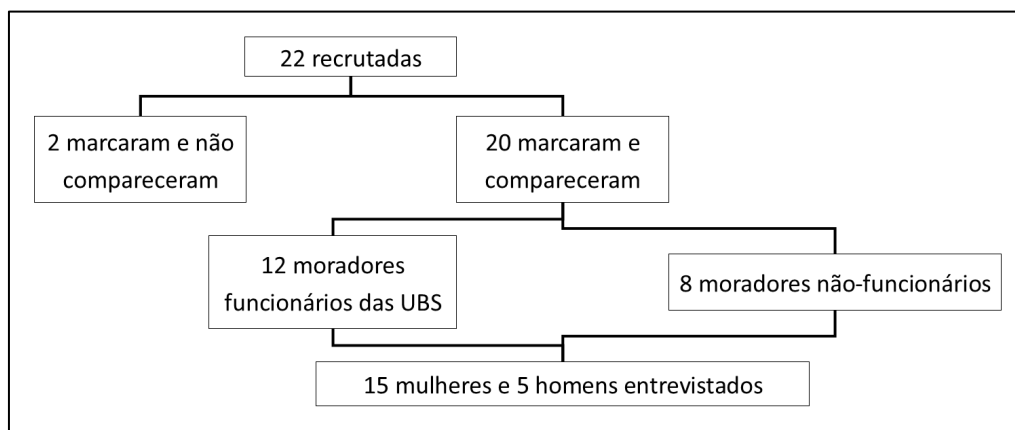 22 recrutadas
2 marcaram e não
compareceram
20 marcaram e
compareceram
12 moradores
funcionários das UBS
8 moradores não-funcionários
15 mulheres e 5 homens entrevistados